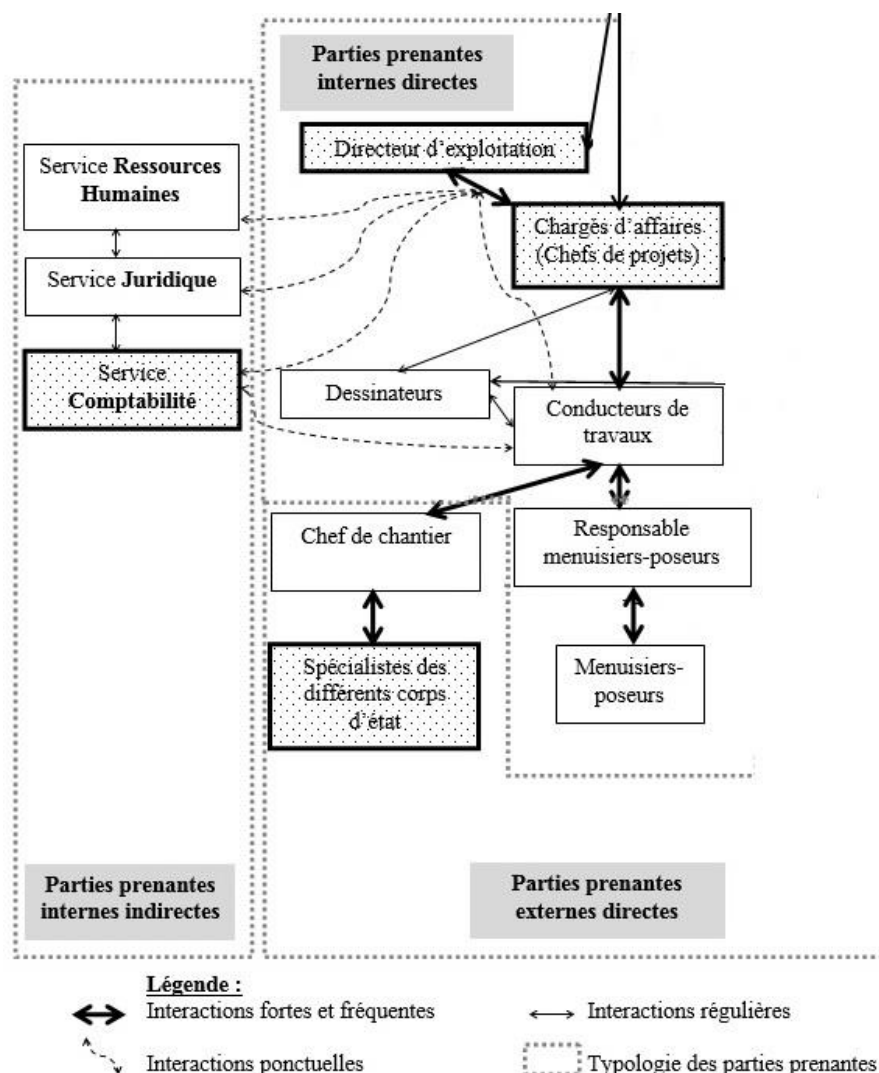 Parties prenantes
internes directes
Directeur d'exploitation
Service Ressources
Humaines
Chargés d'affaires
(Chefs de projets)
Service Juridique
Service
Comptabilité
Dessinateurs
Conducteurs de
travaux
Chef de chantier
Responsable
menuisiers-poseurs
Spécialistes des
différents corps
d'état
Menuisiers-
poseurs
Parties prenantes
internes indirectes
Parties prenantes
externes directes
Légende :
Interactions fortes et fréquentes
Interactions régulières
Interactions ponctuelles
Typologie des parties prenantes